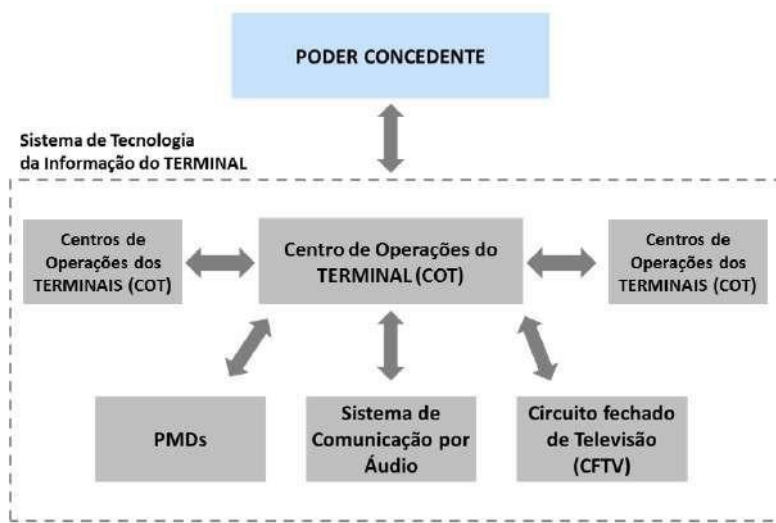 PODER CONCEDENTE
Sistema de Tecnologia
da Informação do TERMINAL
Centros de
Operações dos
TERMINAIS (COT)
Centro de Operações do
TERMINAL (COT)
Centros de
Operações dos
TERMINAIS (COT)
PMDs
Sistema de
Comunicação por
Áudio
Circuito fechado
de Televisão
(CFTV)